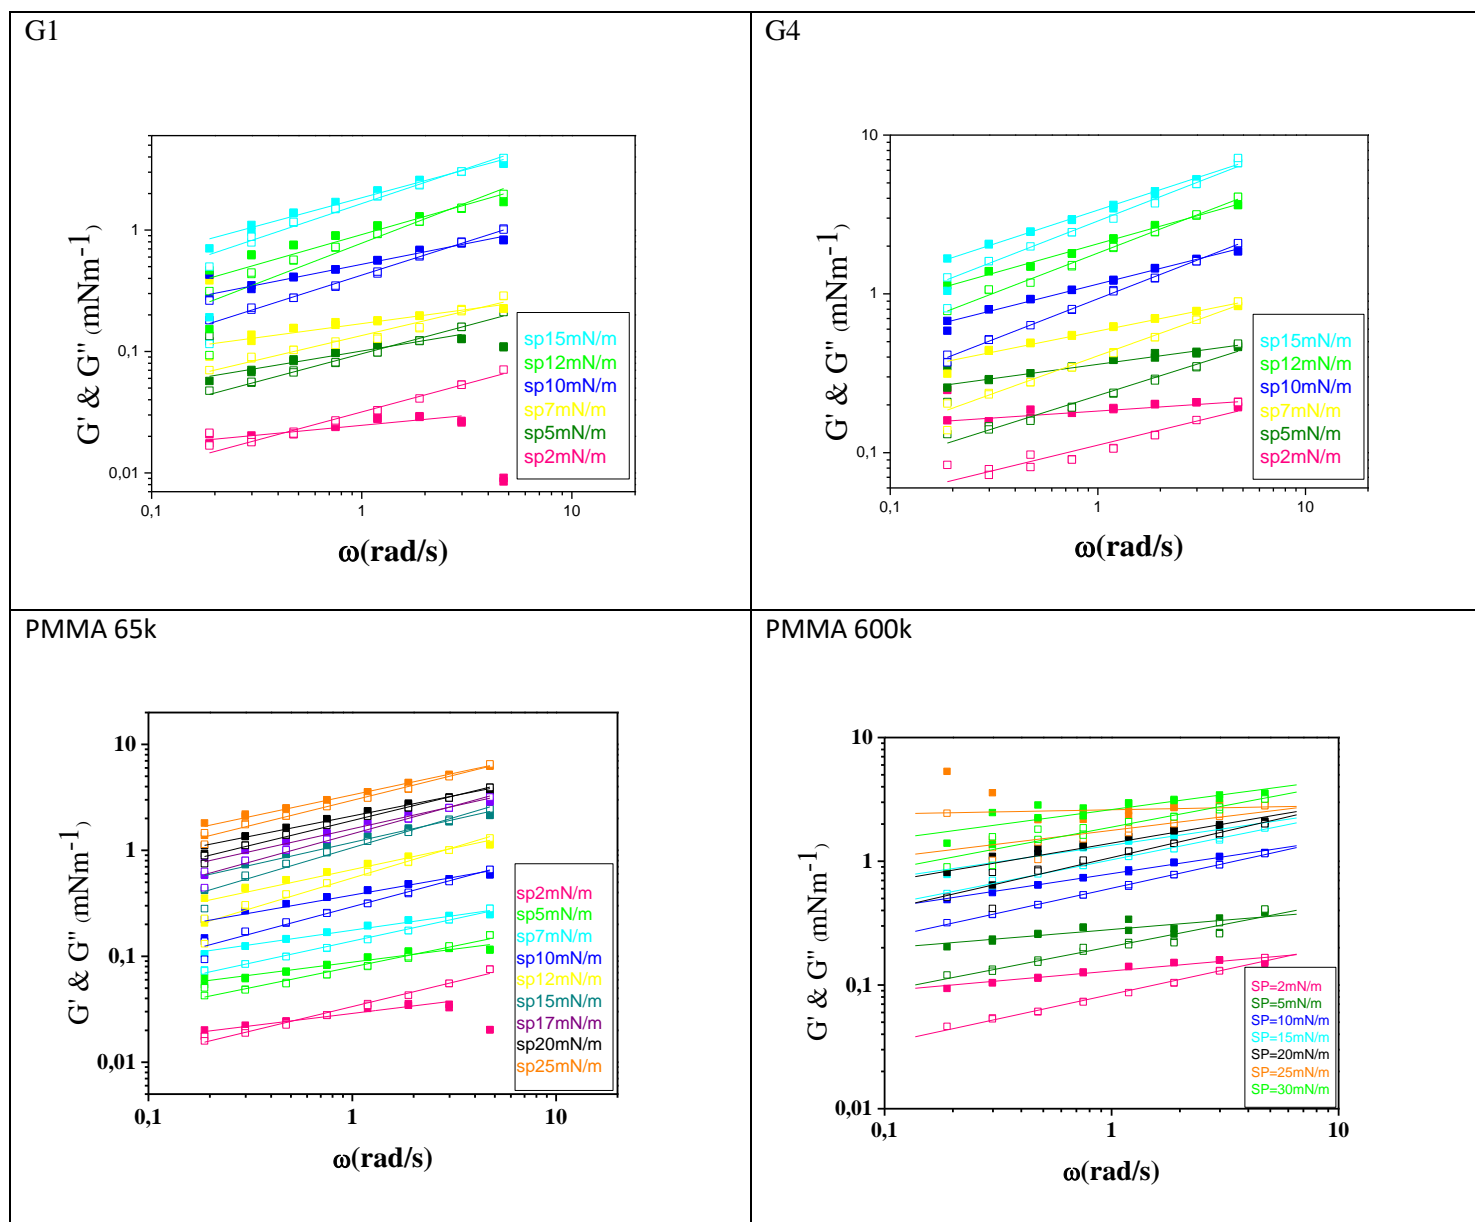 G1
G4
10
1
0,1
0,01
0,1
1
10
G' & G" (mNm-1)
ω(rad/s)
sp15mN/m
sp12mN/m
sp10mN/m
sp7mN/m
sp5mN/m
sp2mN/m
10
1
0,1
0,1
1
10
G' & G" (mNm-1)
ω(rad/s)
sp15mN/m
sp12mN/m
sp10mN/m
sp7mN/m
sp5mN/m
sp2mN/m
PMMA 65k
PMMA 600k
10
1
0,1
0,01
0,1
1
10
G' & G" (mNm-1)
ω(rad/s)
sp2mN/m
sp5mN/m
sp7mN/m
sp10mN/m
sp12mN/m
sp15mN/m
sp17mN/m
sp20mN/m
sp25mN/m
10
1
0,1
0,01
0,1
1
10
G' & G" (mNm-1)
ω(rad/s)
SP=2mN/m
SP=5mN/m
SP=10mN/m
SP=15mN/m
SP=20mN/m
SP=25mN/m
SP=30mN/m